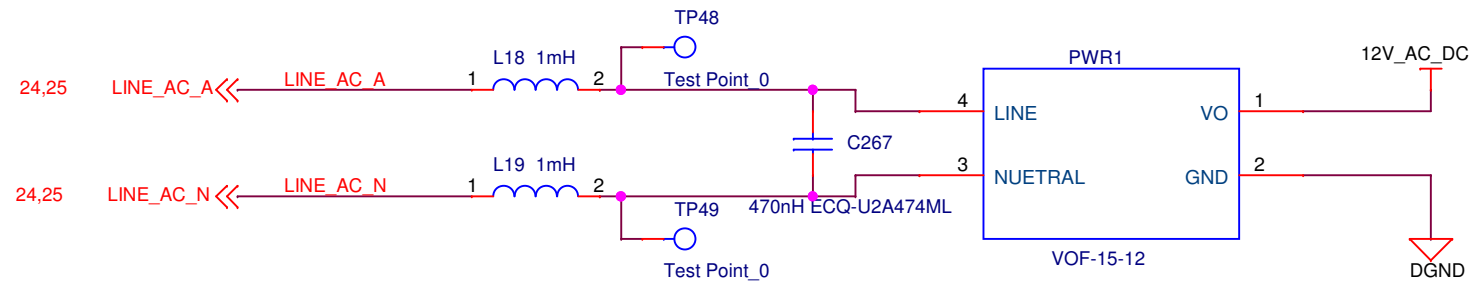 TP48
L18 1mH
PWR1
12V_AC_DC
24,25
LINE_AC_A
LINE_AC_A
1
2
Test Point_0
4
LINE
VO
1
C267
L19 1mH
24,25
LINE_AC_N
LINE_AC_N
1
2
3
NUETRAL
GND
2
470nH ECQ-U2A474ML
TP49
Test Point_0
VOF-15-12
DGND